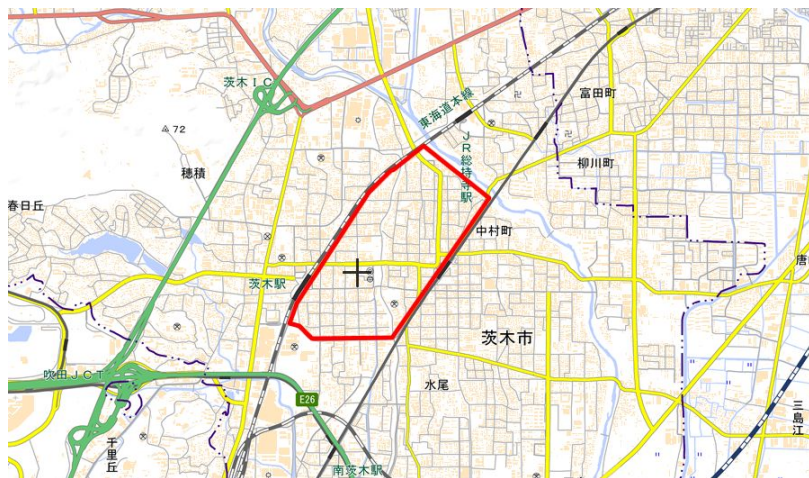 茨木IC
東海道本線
富田町
72
JR総持寺駅
穂積
柳川町
春日丘
中村町
唐
茨木駅
茨木市
吹田JCT
水尾
E26
三島江
千里丘
南茨木駅